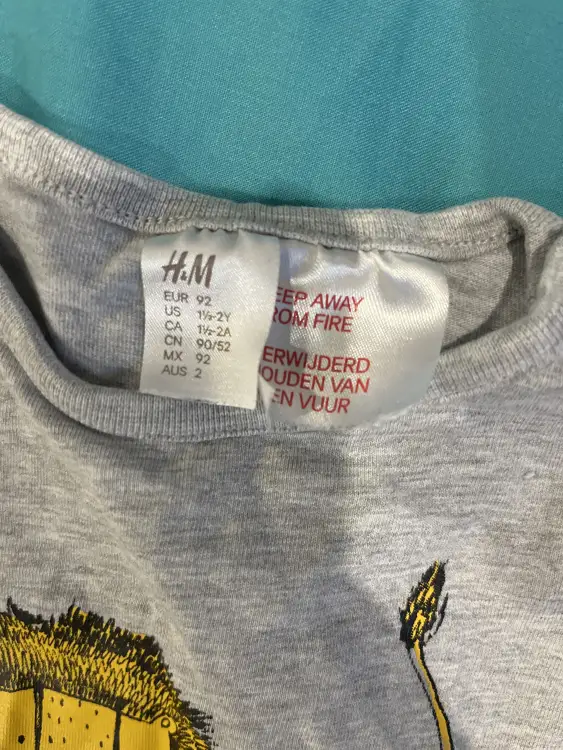 H&M
EUR 92
US 1½-2Y
CA 1½-2A
CN 90/52
MX 92
AUS 2
EEP AWAY
ROM FIRE
ERWIJDERD
OUDEN VAN
EN VUUR